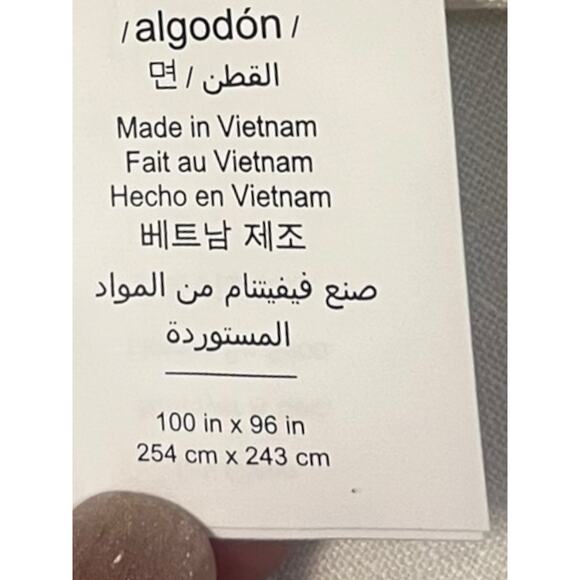 / algodón /
면 / القطن
Made in Vietnam
Fait au Vietnam
Hecho en Vietnam
베트남 제조
صنع فيفيتنام من المواد
المستوردة
100 in x 96 in
254 cm x 243 cm